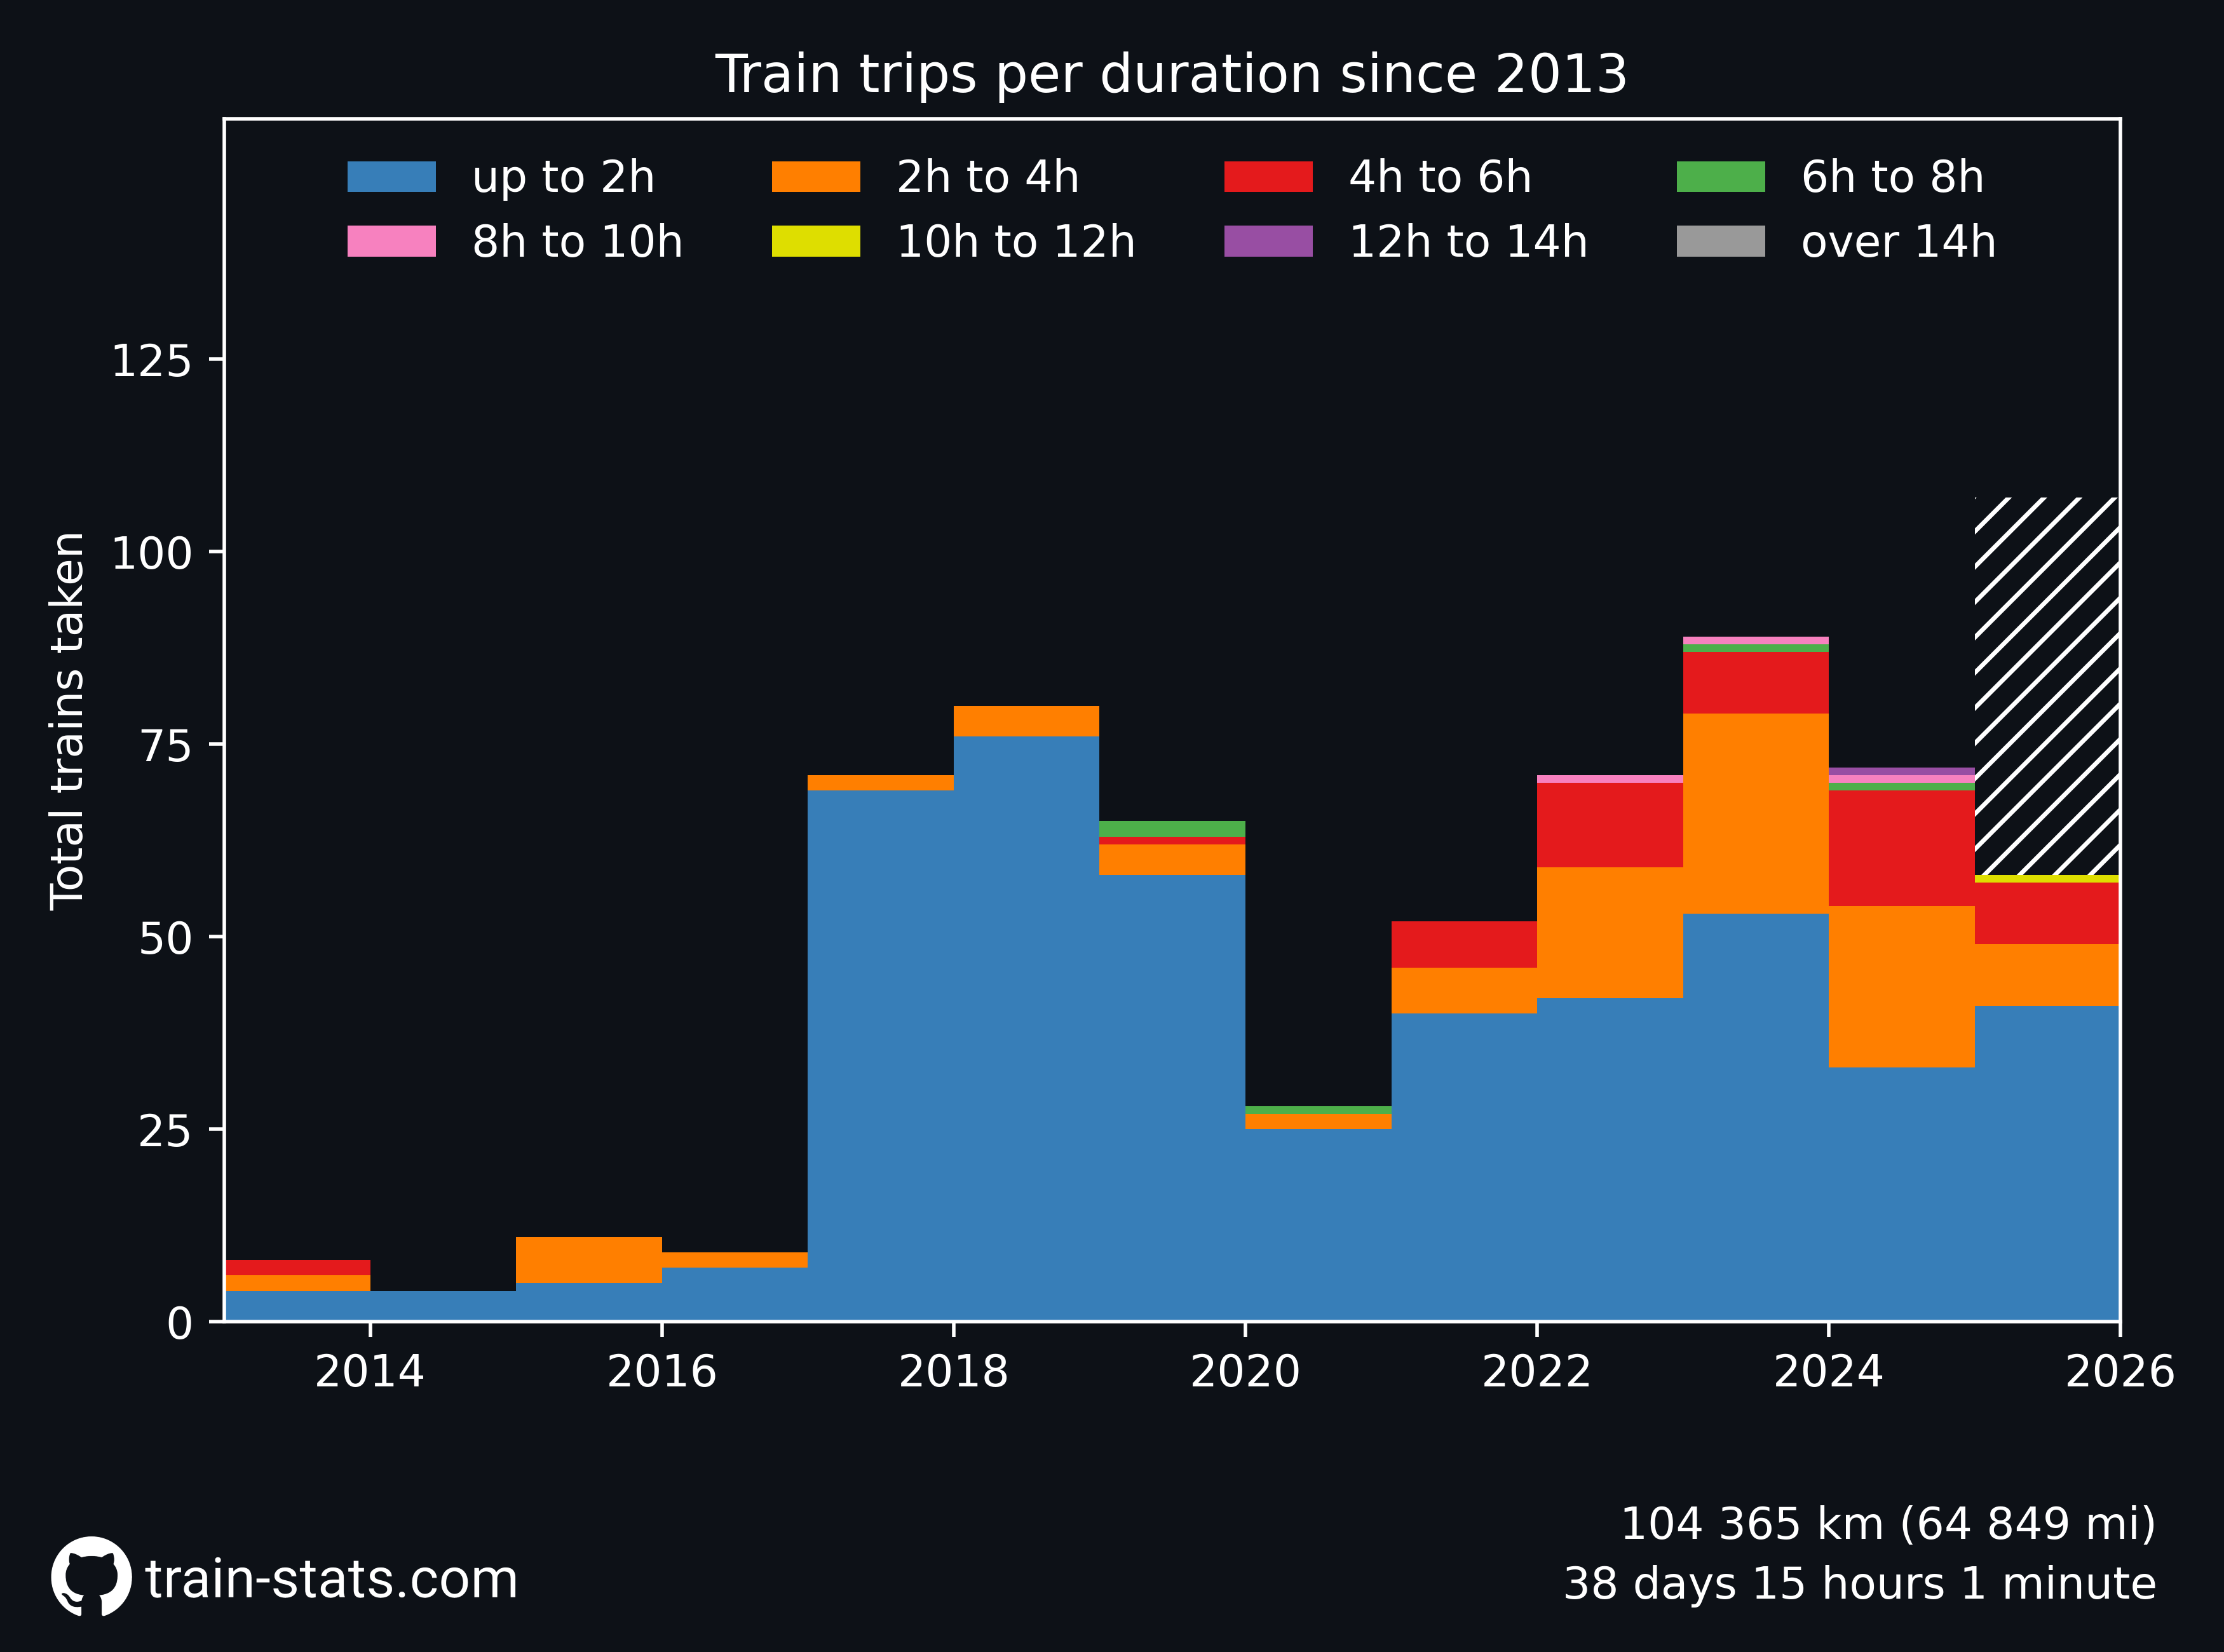 Train trips per duration since 2013
up to 2h 2h to 4h 4h to 6h 6h to 8h
8h to 10h 10h to 12h 12h to 14h over 14h
Total trains taken
125
100
75
50
25
0
2014 2016 2018 2020 2022 2024 2026
104 365 km (64 849 mi)
38 days 15 hours 1 minute
train-stats.com